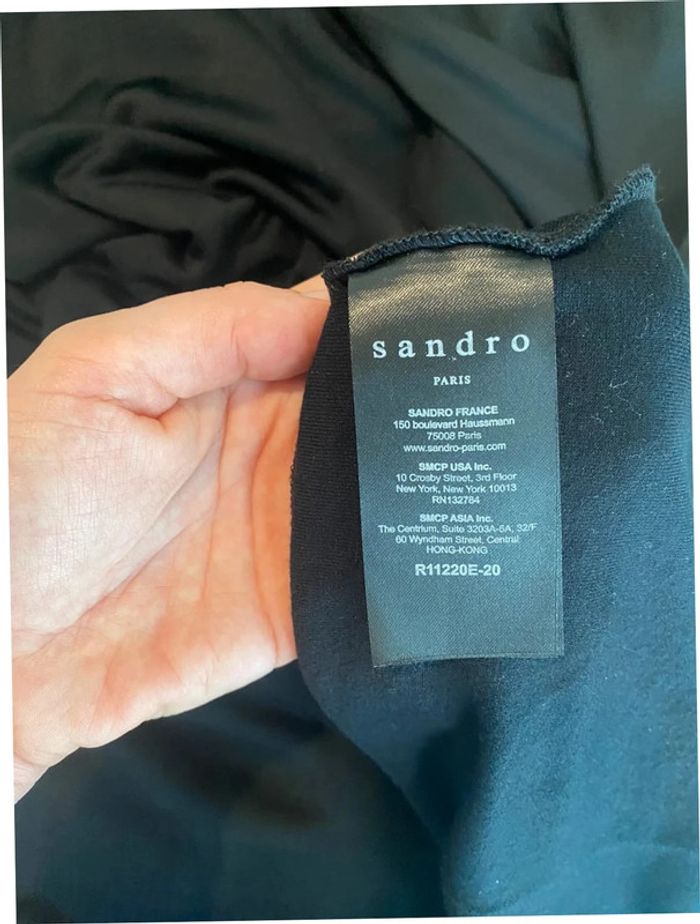 sandro
PARIS
SANDRO FRANCE
150 boulevard Haussmann
75008 Paris
www.sandro-paris.com
SMCP USA Inc.
10 Crosby Street, 3rd Floor
New York, New York 10013
RN132784
SMCP ASIA Inc.
The Centrium, Suite 3203A-5A, 32/F
60 Wyndham Street, Central
HONG-KONG
R11220E-20